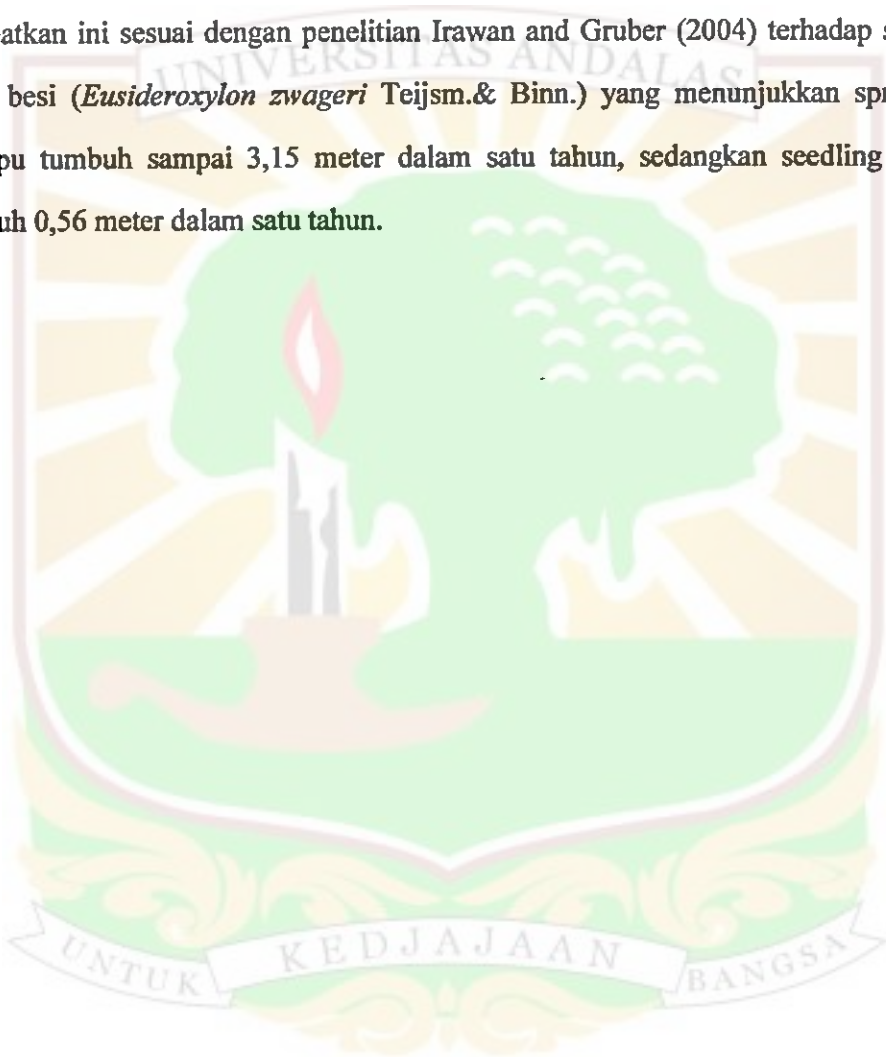 atkan ini sesuai dengan penelitian Irawan and Gruber (2004) terhadap s
UNIVERSITAS ANDALAS
besi (Eusideroxylon zwageri Teijsm.& Binn.) yang menunjukkan spr
pu tumbuh sampai 3,15 meter dalam satu tahun, sedangkan seedling
uh 0,56 meter dalam satu tahun.
UNTUK KEDJAJAAN BANGSA